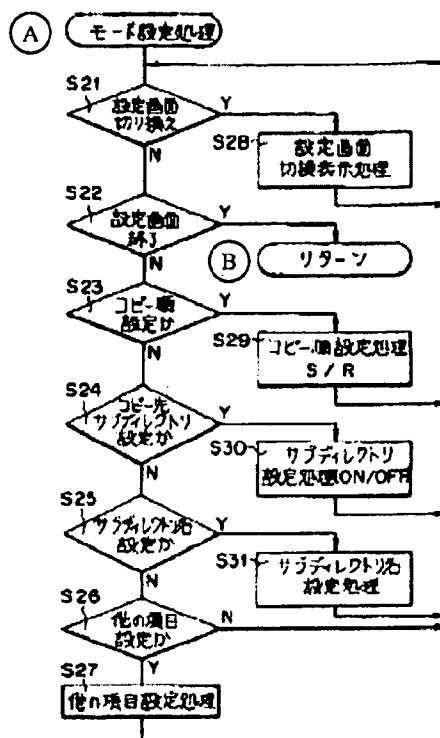 A
モード設定処理
S21
設定画面
切り換え
Y
N
S28
設定画面
切換表示処理
S22
設定画面
終了
Y
N
B
リターン
S23
コピー順
設定か
Y
N
S29
コピー順設定処理
S/R
S24
コピー先
サブディレクトリ
設定か
Y
N
S30
サブディレクトリ
設定処理(ON/OFF)
S25
サブディレクトリ名
設定か
Y
N
S31
サブディレクトリ名
設定処理
S26
他の項目
設定か
N
Y
S27
他の項目設定処理